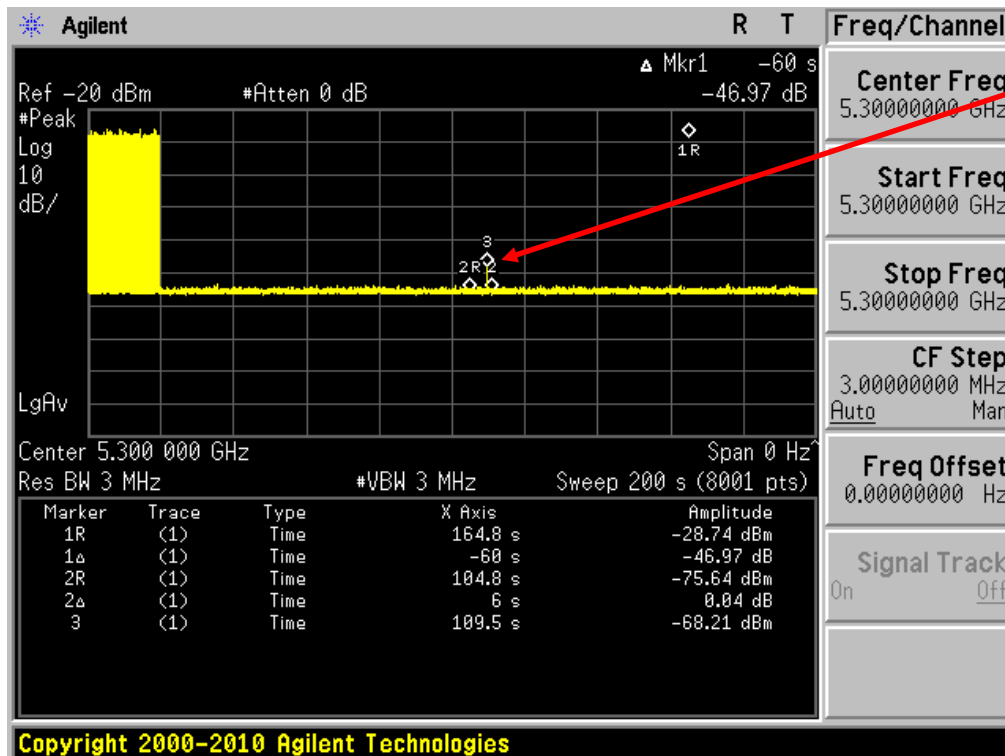 Agilent
R T
Freq/Channel
▵ Mkr1 -60 s
Ref -20 dBm #Atten 0 dB -46.97 dB
#Peak
Log
10
dB/
1R
3
2R 2
LgAv
Center 5.300 000 GHz Span 0 Hz^
Res BW 3 MHz #VBW 3 MHz Sweep 200 s (8001 pts)
Marker Trace Type X Axis Amplitude
1R (1) Time 164.8 s -28.74 dBm
1▵ (1) Time -60 s -46.97 dB
2R (1) Time 104.8 s -75.64 dBm
2▵ (1) Time 6 s 0.04 dB
3 (1) Time 109.5 s -68.21 dBm
Center Freq
5.30000000 GHz
Start Freq
5.30000000 GHz
Stop Freq
5.30000000 GHz
CF Step
3.00000000 MHz
Auto Man
Freq Offset
0.00000000 Hz
Signal Track
On Off
Copyright 2000-2010 Agilent Technologies